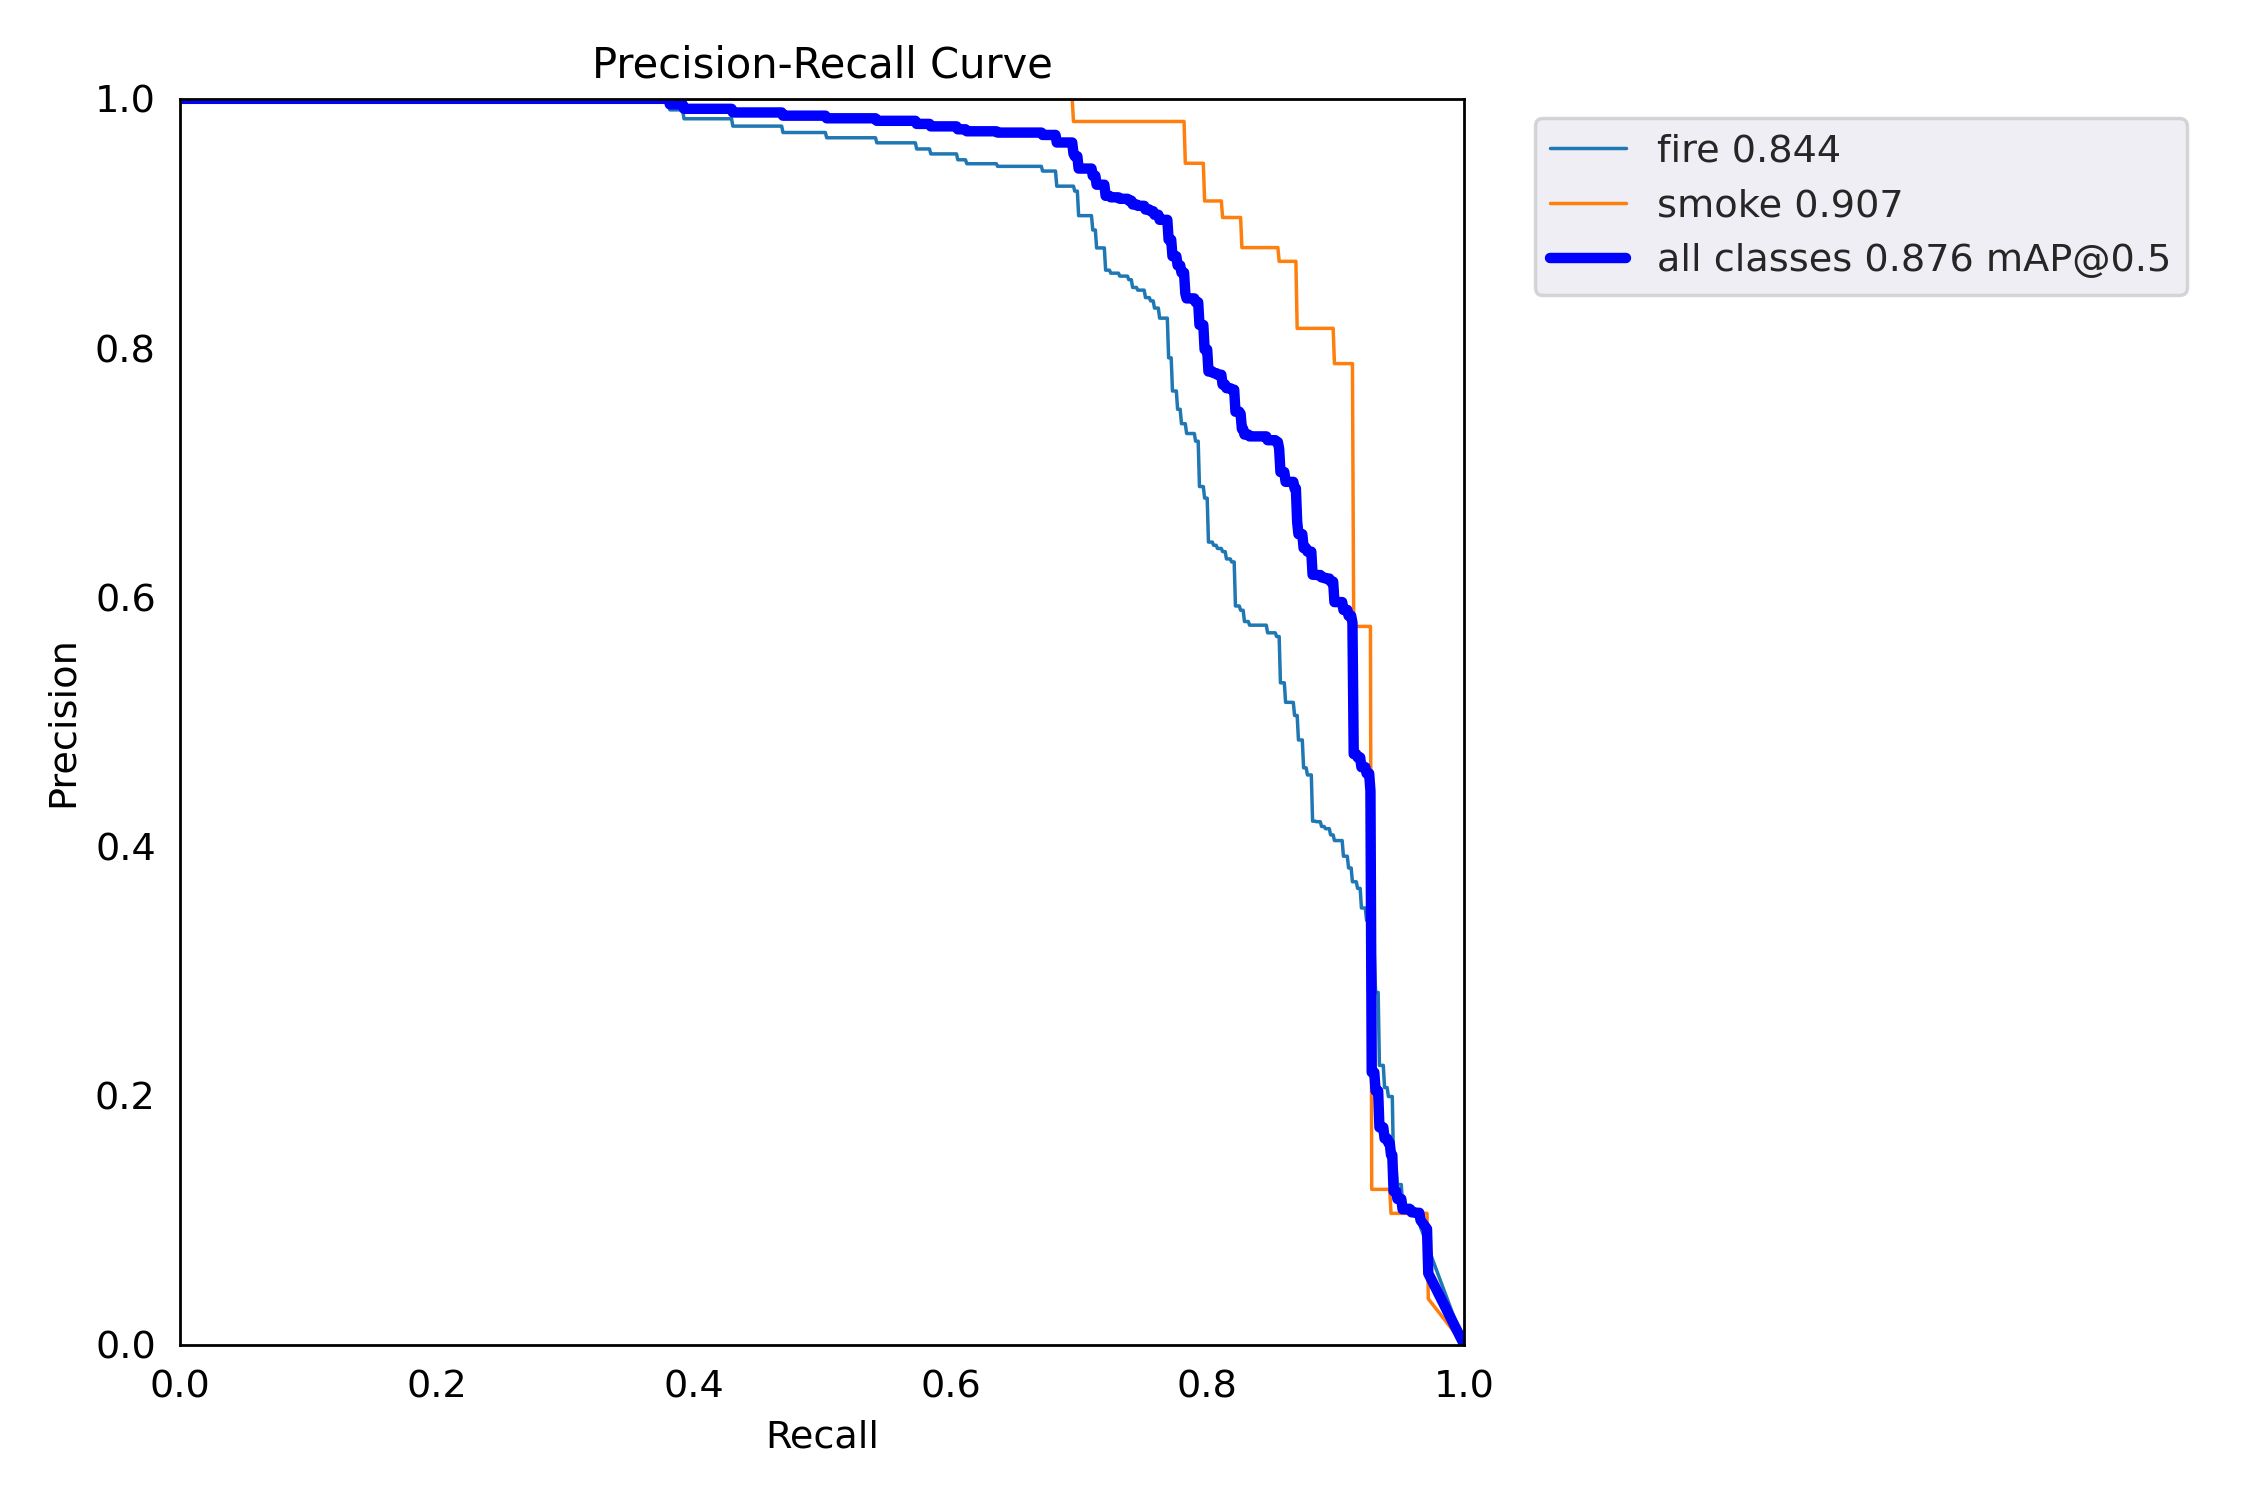 Precision-Recall Curve
1.0
0.8
0.6
0.4
0.2
0.0
Precision
0.0 0.2 0.4 0.6 0.8 1.0
Recall
fire 0.844
smoke 0.907
all classes 0.876 mAP@0.5